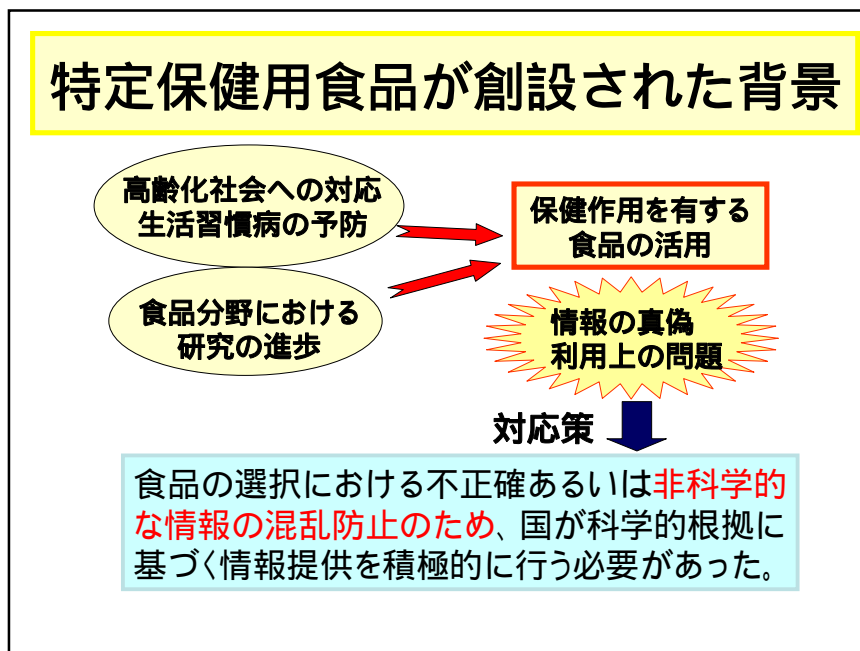 特定保健用食品が創設された背景
高齢化社会への対応
生活習慣病の予防
保健作用を有する
食品の活用
食品分野における
研究の進歩
情報の真偽
利用上の問題
対応策
食品の選択における不正確あるいは非科学的
な情報の混乱防止のため、国が科学的根拠に
基づく情報提供を積極的に行う必要があった。